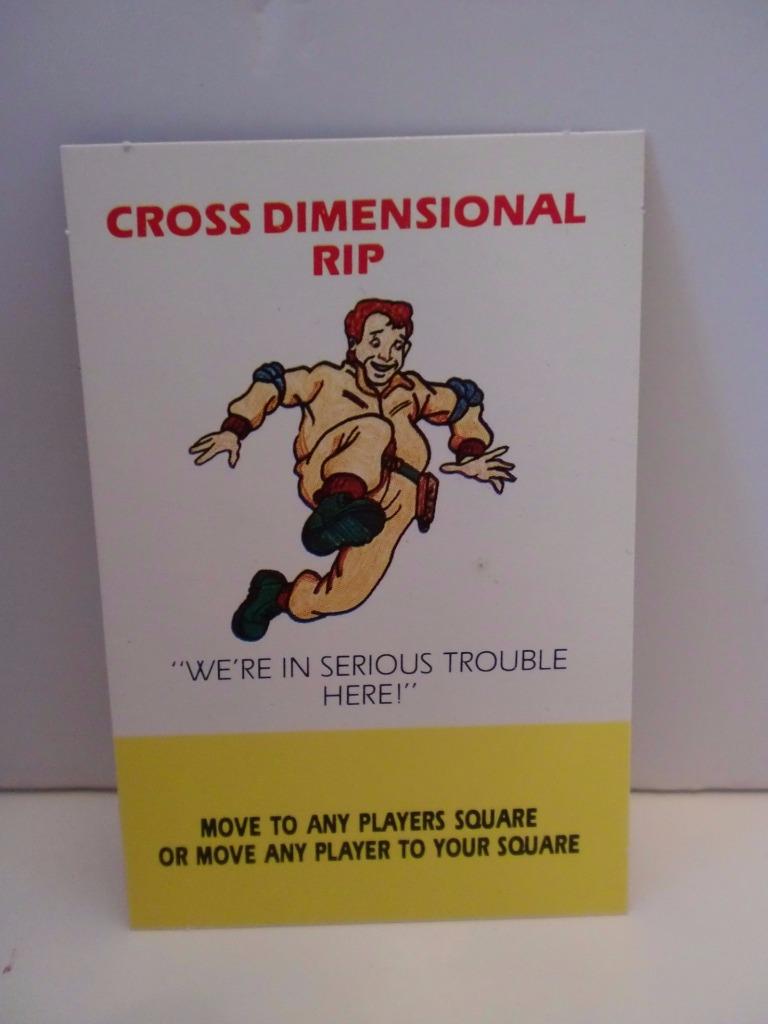 CROSS DIMENSIONAL
RIP
"WE'RE IN SERIOUS TROUBLE
HERE!"
MOVE TO ANY PLAYERS SQUARE
OR MOVE ANY PLAYER TO YOUR SQUARE